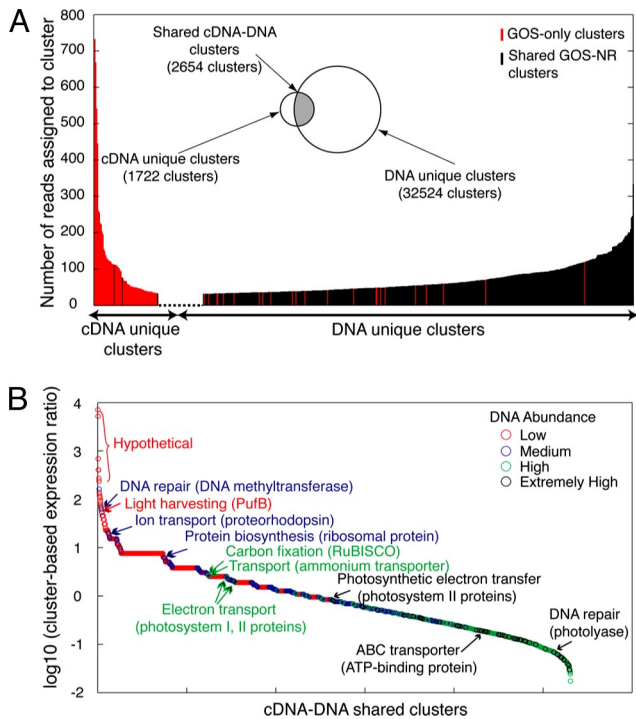 A
Number of reads assigned to cluster
800
700
600
500
400
300
200
100
0
Shared cDNA-DNA
clusters
(2654 clusters)
cDNA unique clusters
(1722 clusters)
DNA unique clusters
(32524 clusters)
GOS-only clusters
Shared GOS-NR
clusters
cDNA unique
clusters
DNA unique clusters
B
log10 (cluster-based expression ratio)
4
3
2
1
0
-1
-2
Hypothetical
DNA repair (DNA methyltransferase)
Light harvesting (PufB)
Ion transport (proteorhodopsin)
Protein biosynthesis (ribosomal protein)
Carbon fixation (RuBISCO)
Transport (ammonium transporter)
Photosynthetic electron transfer
(photosystem II proteins)
Electron transport
(photosystem I, II proteins)
ABC transporter
(ATP-binding protein)
DNA repair
(photolyase)
DNA Abundance
Low
Medium
High
Extremely High
cDNA-DNA shared clusters